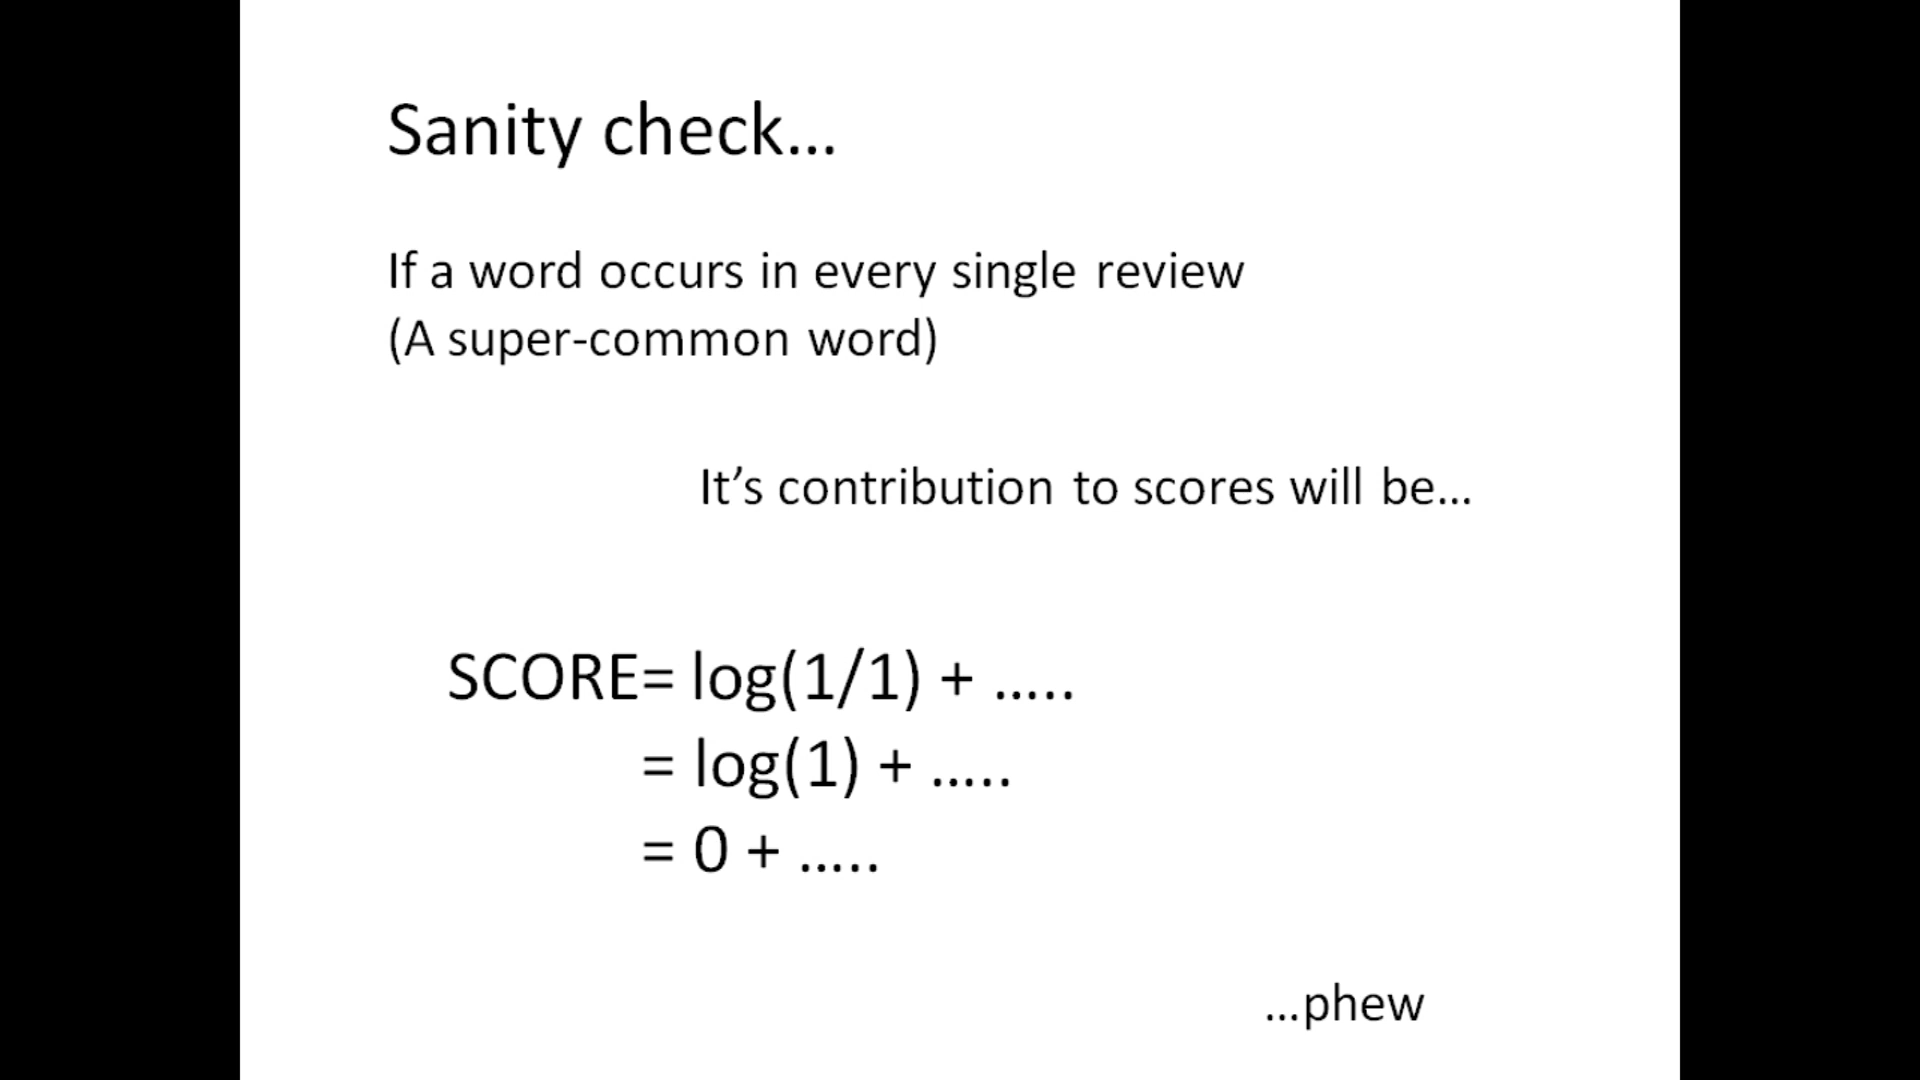 Sanity check…
If a word occurs in every single review
(A super-common word)
It’s contribution to scores will be…
SCORE= log(1/1) + …..
= log(1) + …..
= 0 + …..
…phew